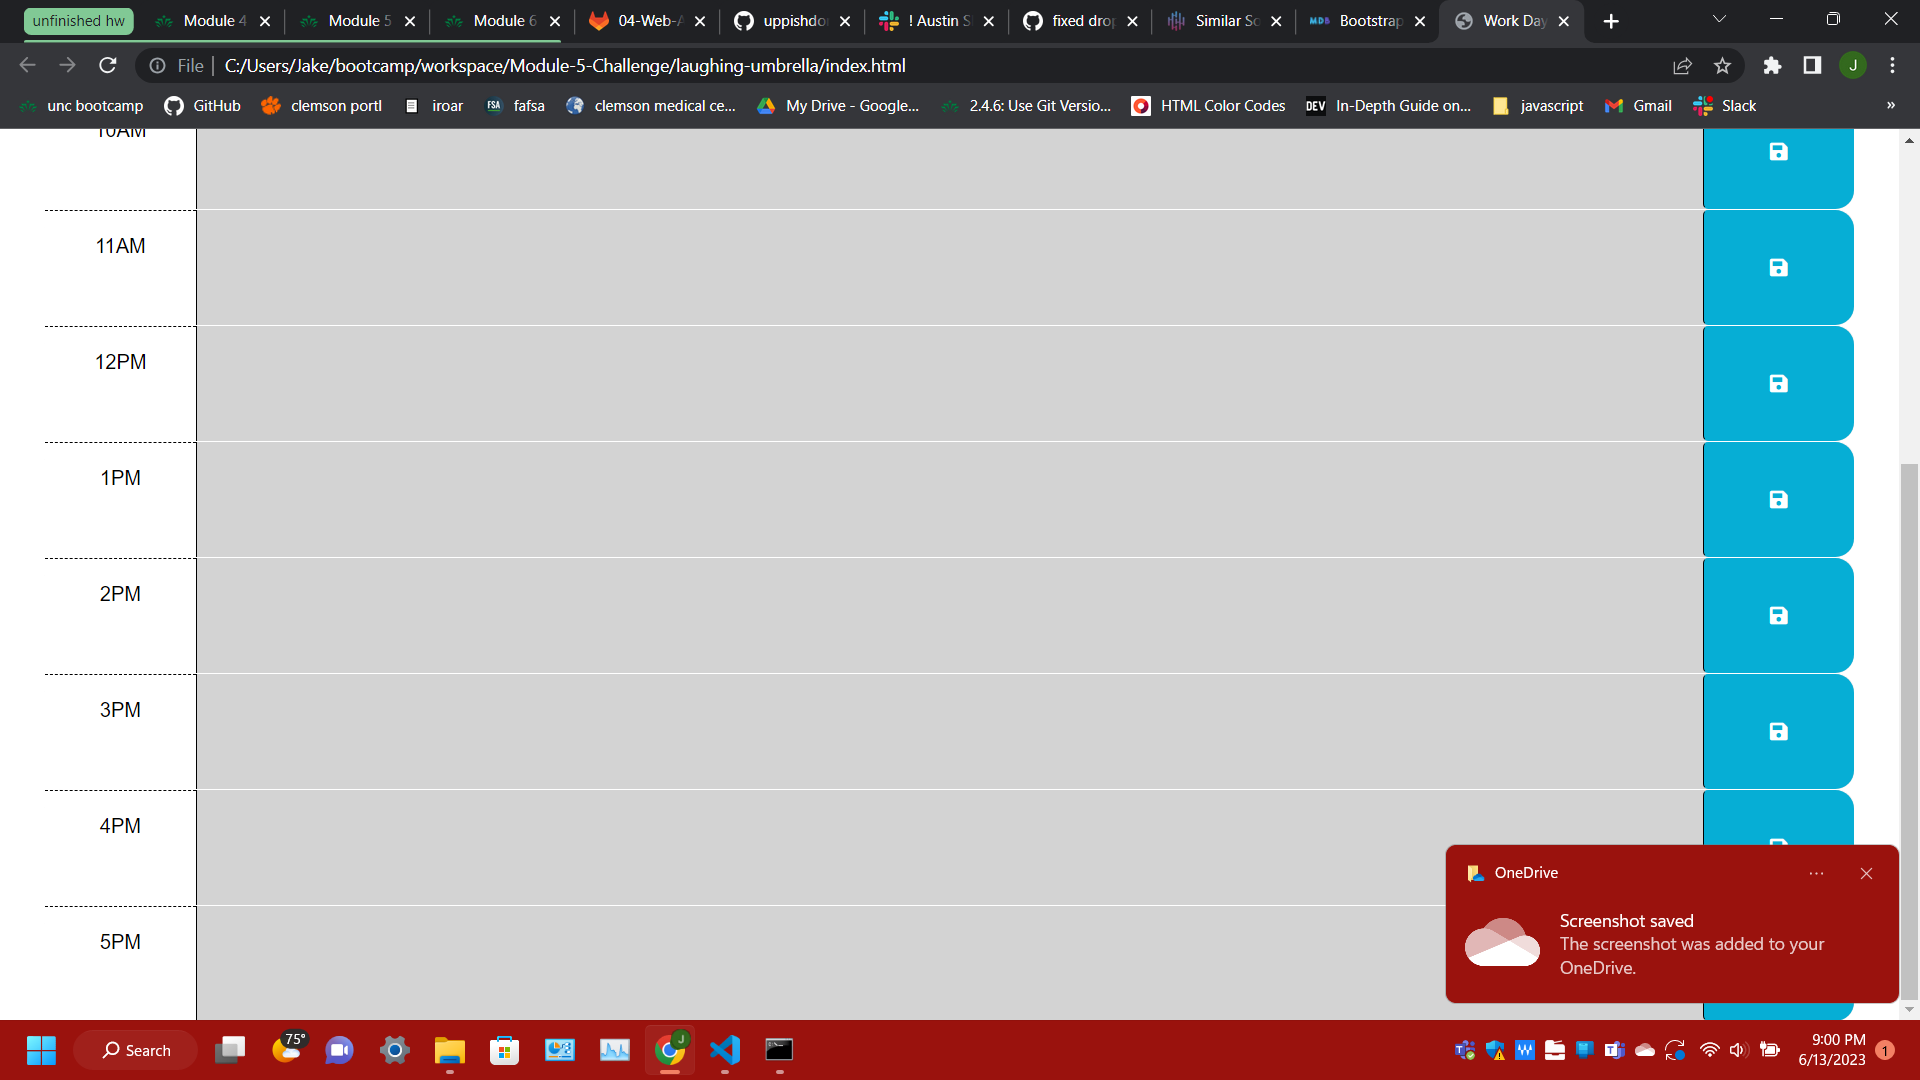 unfinished hw
Module 4
Module 5
Module 6
04-Web-A
uppishdo
! Austin S
fixed drop
Similar So
Bootstrap
Work Day
File
C:/Users/Jake/bootcamp/workspace/Module-5-Challenge/laughing-umbrella/index.html
J
unc bootcamp
GitHub
clemson portl
iroar
FSA
fafsa
clemson medical ce...
My Drive - Google...
2.4.6: Use Git Versio...
HTML Color Codes
DEV
In-Depth Guide on...
javascript
Gmail
Slack
»
10AM
11AM
12PM
1PM
2PM
3PM
4PM
5PM
OneDrive
Screenshot saved
The screenshot was added to your
OneDrive.
Search
75°
J
9:00 PM
6/13/2023
1